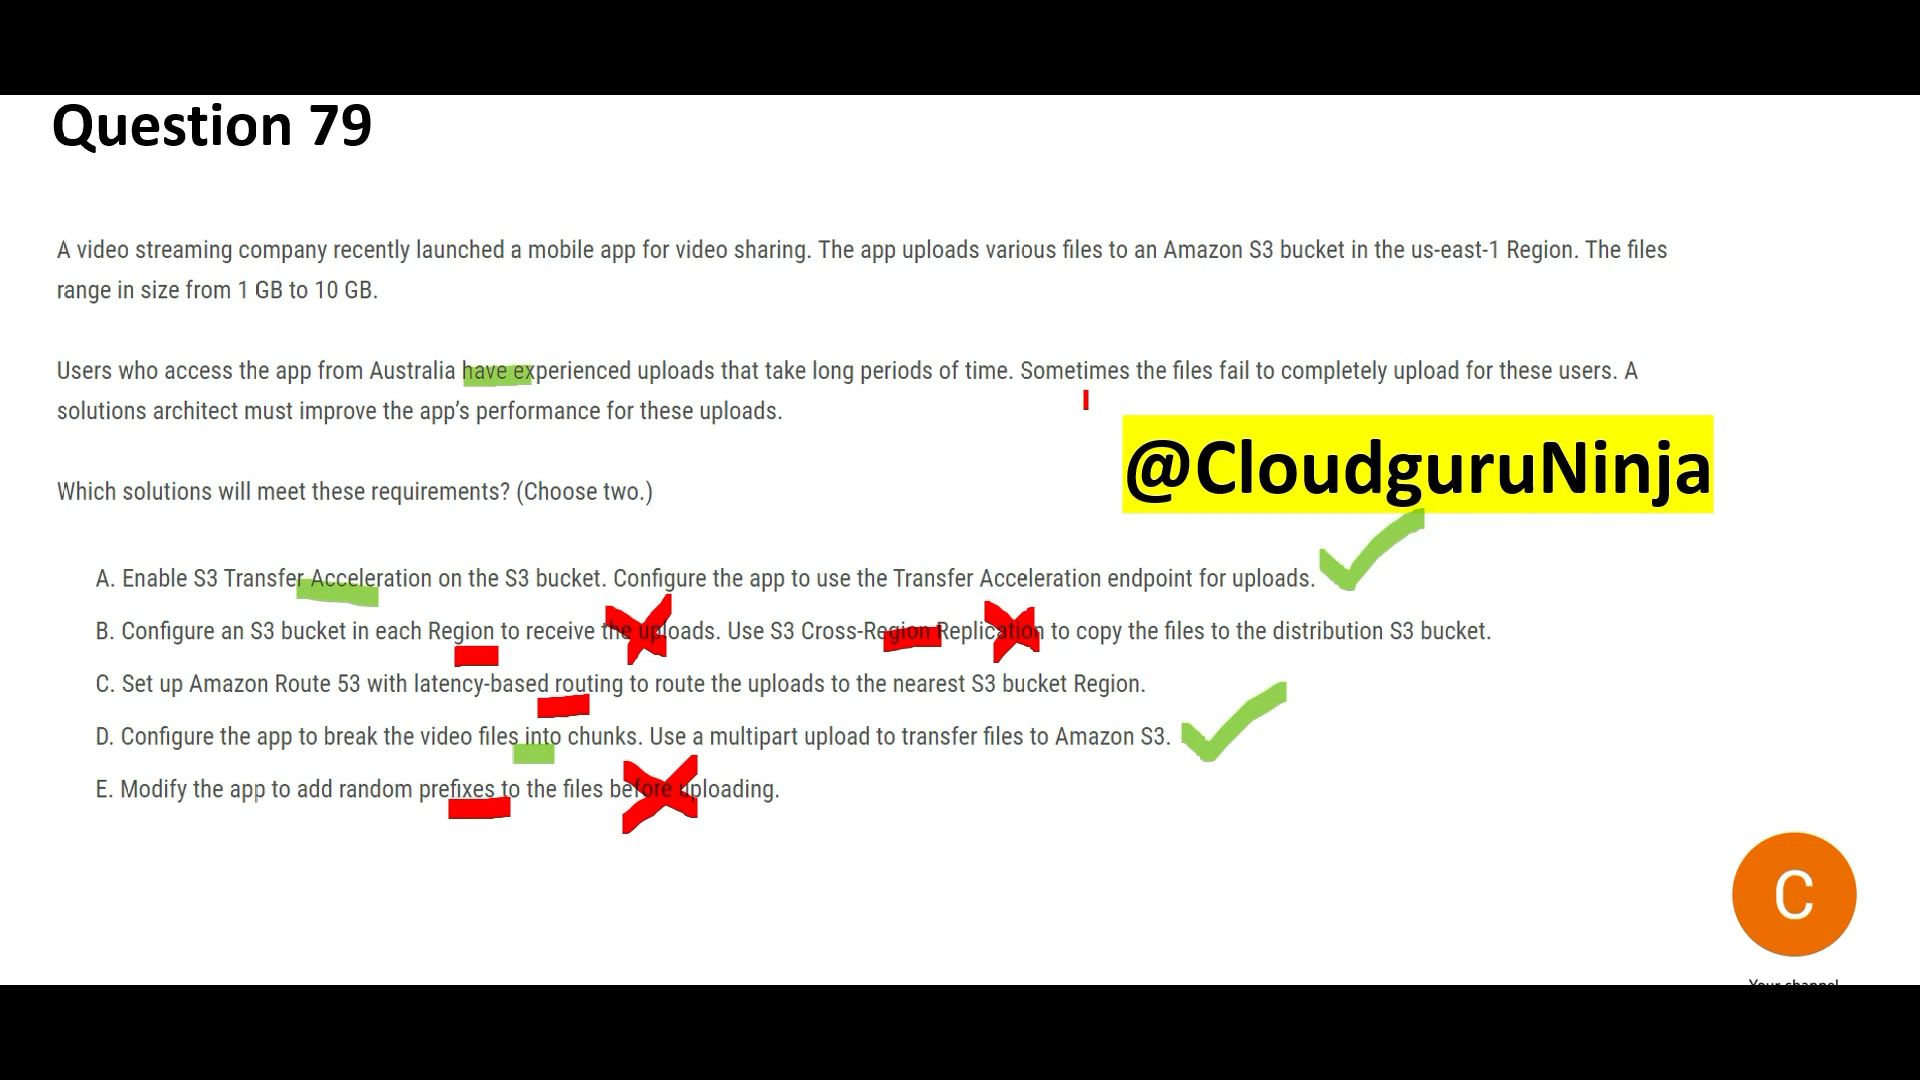 Question 79
A video streaming company recently launched a mobile app for video sharing. The app uploads various files to an Amazon S3 bucket in the us-east-1 Region. The files
range in size from 1 GB to 10 GB.
Users who access the app from Australia have experienced uploads that take long periods of time. Sometimes the files fail to completely upload for these users. A
solutions architect must improve the app's performance for these uploads.
@CloudguruNinja
Which solutions will meet these requirements? (Choose two.)
A. Enable S3 Transfer Acceleration on the S3 bucket. Configure the app to use the Transfer Acceleration endpoint for uploads.
B. Configure an S3 bucket in each Region to receive the uploads. Use S3 Cross-Region Replication to copy the files to the distribution S3 bucket.
C. Set up Amazon Route 53 with latency-based routing to route the uploads to the nearest S3 bucket Region.
D. Configure the app to break the video files into chunks. Use a multipart upload to transfer files to Amazon S3.
E. Modify the app to add random prefixes to the files before uploading.
C
Your channel